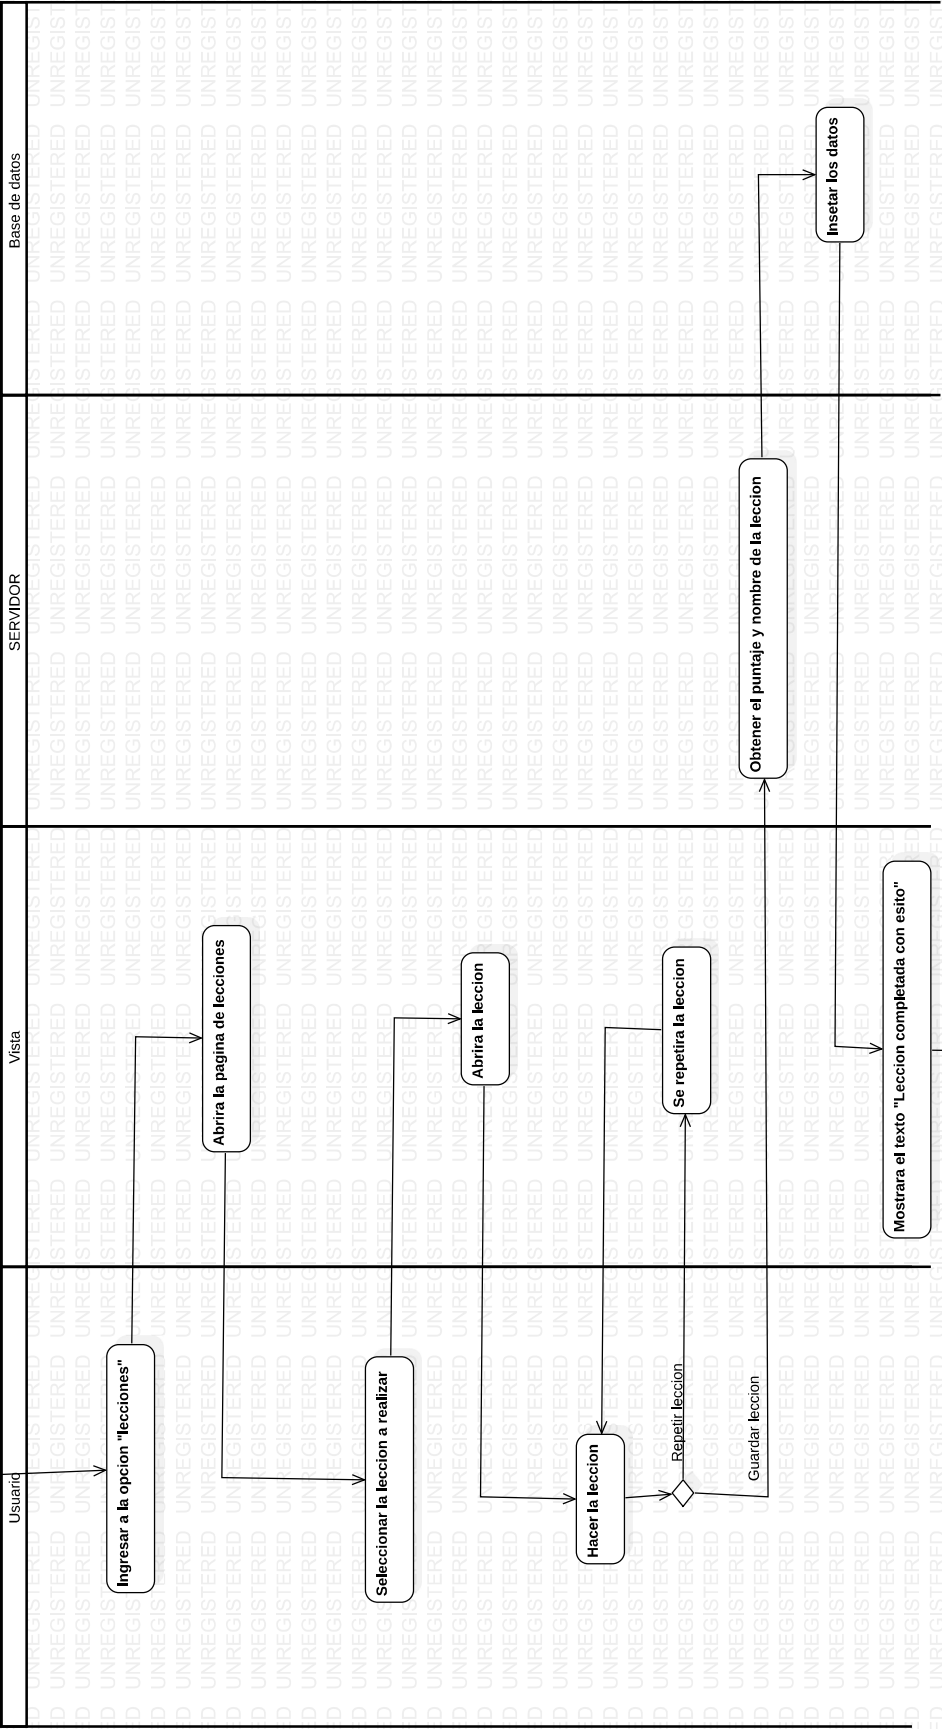 Usuario
Vista
SERVIDOR
Base de datos
Ingresar a la opcion "lecciones"
Abrira la pagina de lecciones
Seleccionar la leccion a realizar
Abrira la leccion
Hacer la leccion
Repetir leccion
Se repetira la leccion
Guardar leccion
Obtener el puntaje y nombre de la leccion
Insetar los datos
Mostrara el texto "Leccion completada con esito"
UNREGISTERED